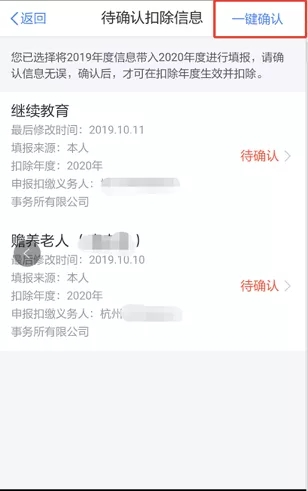 返回
待确认扣除信息
一键确认
您已选择将2019年度信息带入2020年度进行填报，请确
认信息无误，确认后，才可在扣除年度生效并扣除。
继续教育
最后修改时间：2019.10.11
填报来源：本人
待确认
扣除年度：2020年
申报扣缴义务人：
事务所有限公司
赡养老人（
）
最后修改时间：2019.10.10
填报来源：本人
待确认
扣除年度：2020年
申报扣缴义务人：杭州
事务所有限公司